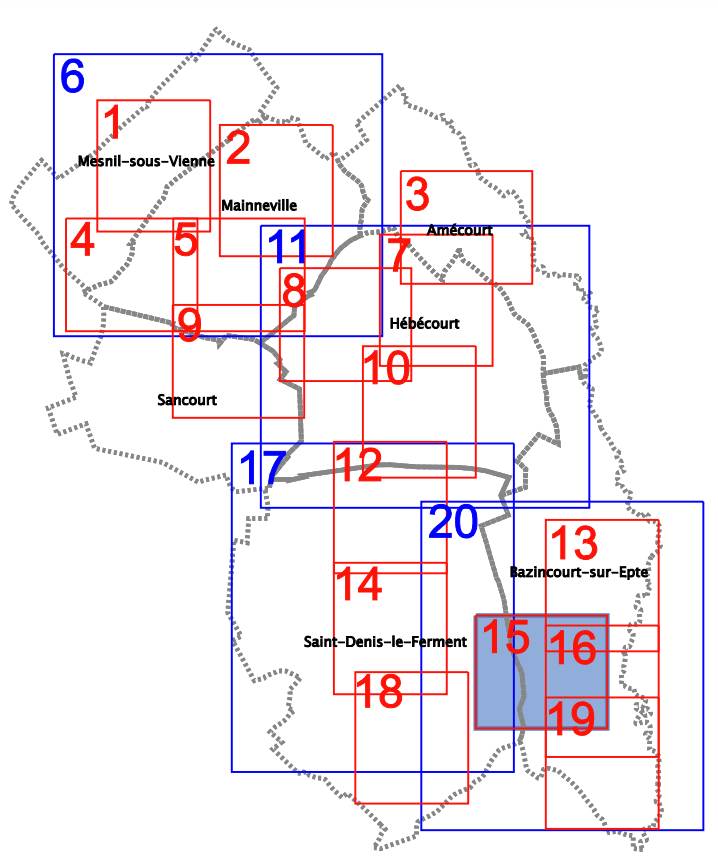 6
1
Mesnil-sous-Vienne
2
3
Mainneville
4
5
11
Amécourt
7
8
9
Hébécourt
10
Sancourt
17
12
20
13
Bazincourt-sur-Epte
14
15
16
Saint-Denis-le-Ferment
18
19